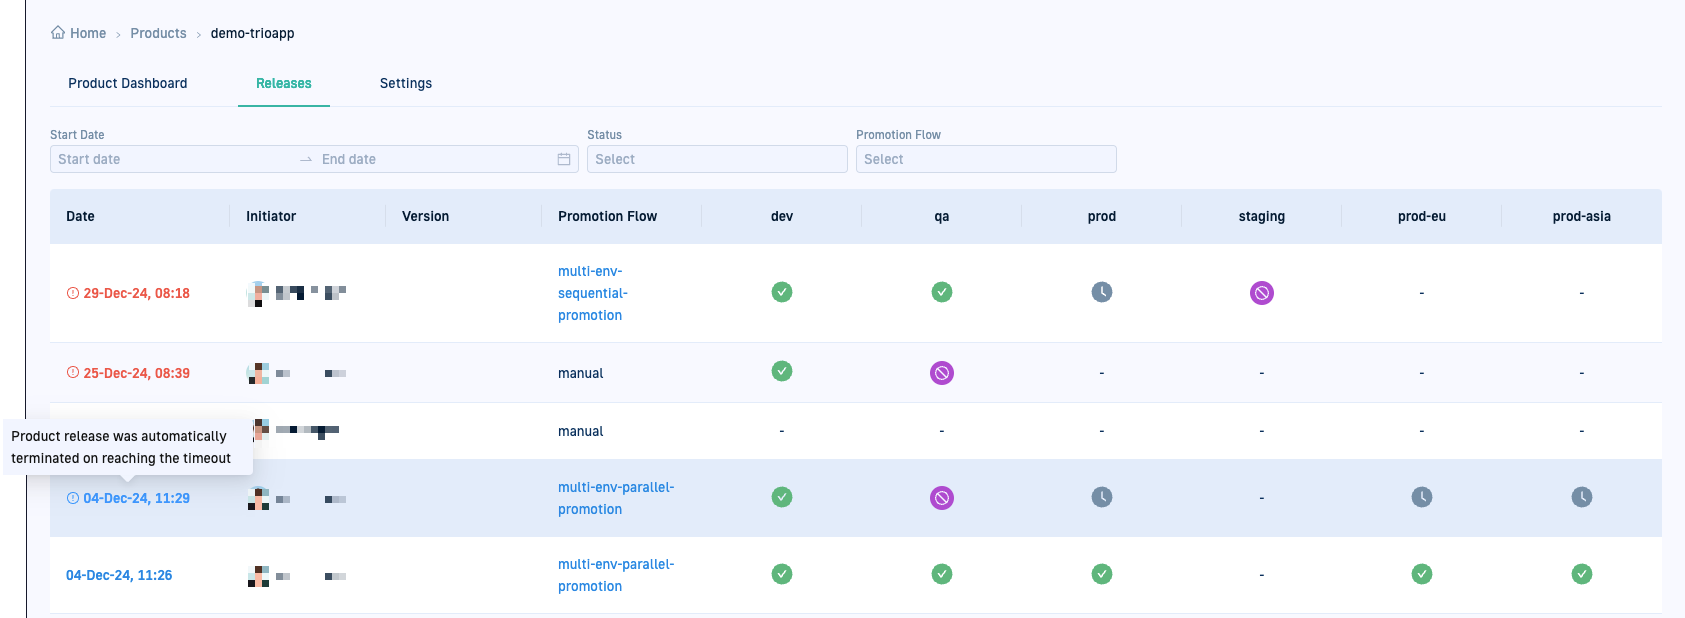 Home > Products > demo-trioapp
Product Dashboard Releases Settings
Start Date Status Promotion Flow
Start date → End date Select Select
Date Initiator Version Promotion Flow dev qa prod staging prod-eu prod-asia
multi-env-
29-Dec-24, 08:18 sequential- - -
promotion
25-Dec-24, 08:39 manual - - - -
manual - - - - - -
Product release was automatically
terminated on reaching the timeout
multi-env-parallel-
04-Dec-24, 11:29 -
promotion
multi-env-parallel-
04-Dec-24, 11:26 -
promotion